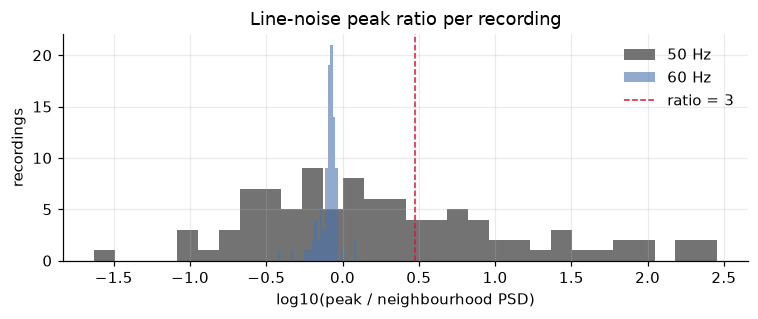 Line-noise peak ratio per recording
recordings
20
15
10
5
0
50 Hz
60 Hz
ratio = 3
−1.5 −1.0 −0.5 0.0 0.5 1.0 1.5 2.0 2.5
log10(peak / neighbourhood PSD)